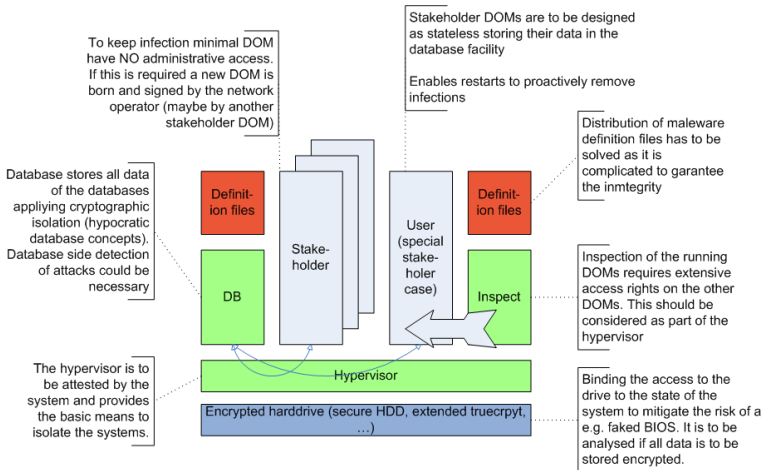 To keep infection minimal DOM
have NO administrative access.
If this is required a new DOM is
born and signed by the network
operator (maybe by another
stakeholder DOM)
Stakeholder DOMs are to be designed
as stateless storing their data in the
database facility
Enables restarts to proactively remove
infections
Distribution of maleware
definition files has to be
solved as it is
complicated to garantee
the inmtegrity
Database stores all data
of the databases
appliying cryptographic
isolation (hypocratic
database concepts).
Database side detection
of attacks could be
necessary
Definit-
ion files
Stake-
holder
User
(special
stake-
holer
case)
Definit-
ion files
DB
Inspect
Inspection of the running
DOMs requires extensive
access rights on the other
DOMs. This should be
considered as part of the
hypervisor
The hypervisor is to
be attested by the
system and provides
the basic means to
isolate the systems.
Hypervisor
Encrypted harddrive (secure HDD, extended truecrpyt,
…)
Binding the access to the
drive to the state of the
system to mitigate the risk of a
e.g. faked BIOS. It is to be
analysed if all data is to be
stored encrypted.